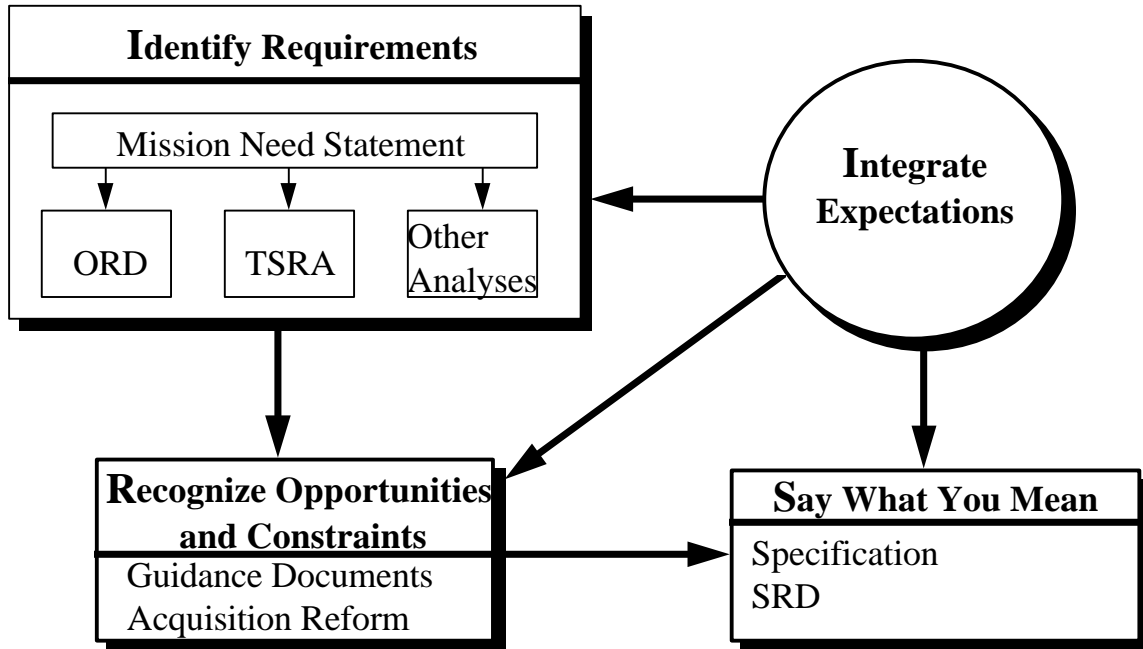 Identify Requirements
Mission Need Statement
ORD
TSRA
Other
Analyses
Integrate
Expectations
Recognize Opportunities
and Constraints
Guidance Documents
Acquisition Reform
Say What You Mean
Specification
SRD